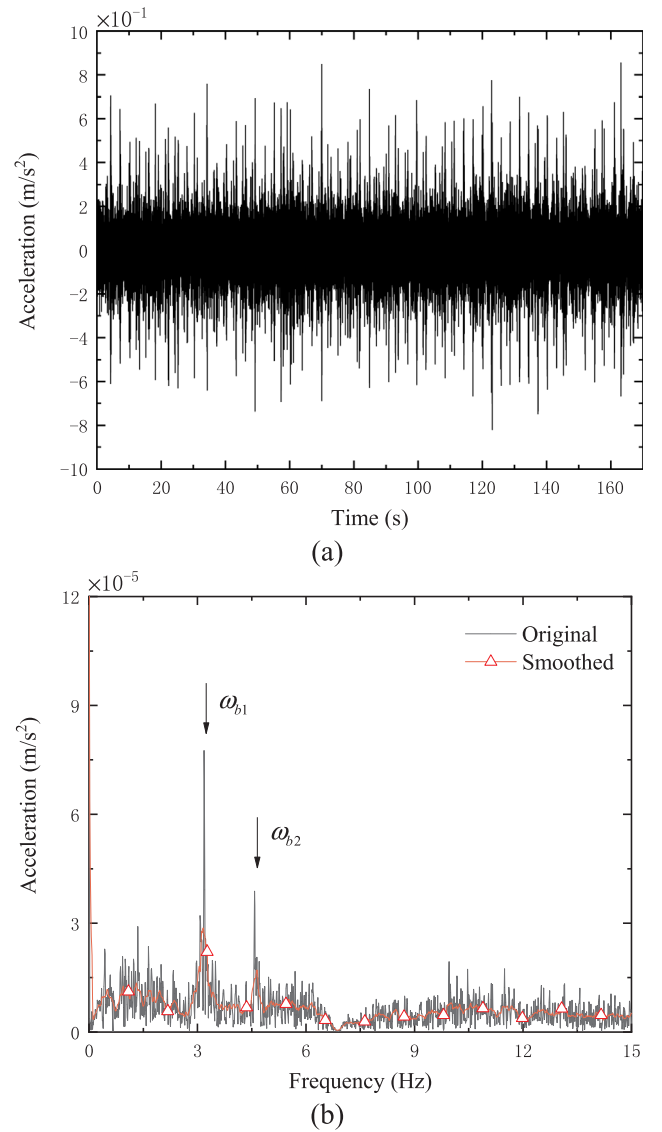 ×10⁻¹
10
8
6
4
2
0
−2
−4
−6
−8
−10
Acceleration (m/s²)
0 20 40 60 80 100 120 140 160
Time (s)
(a)
×10⁻⁵
12
9
6
3
0
Acceleration (m/s²)
Original
Smoothed
ω_b1
ω_b2
0 3 6 9 12 15
Frequency (Hz)
(b)